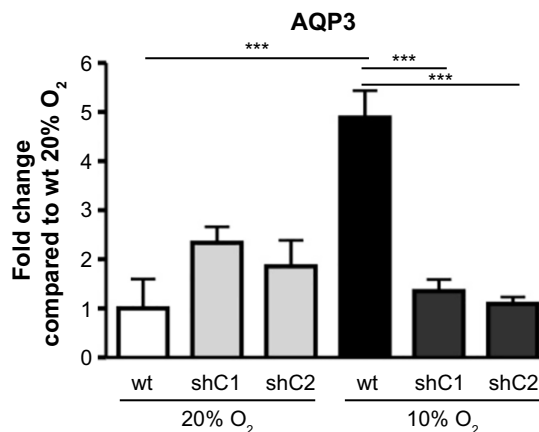 AQP3
***
***
***
Fold change
compared to wt 20% O₂
6
5
4
3
2
1
0
wt shC1 shC2 wt shC1 shC2
20% O₂ 10% O₂